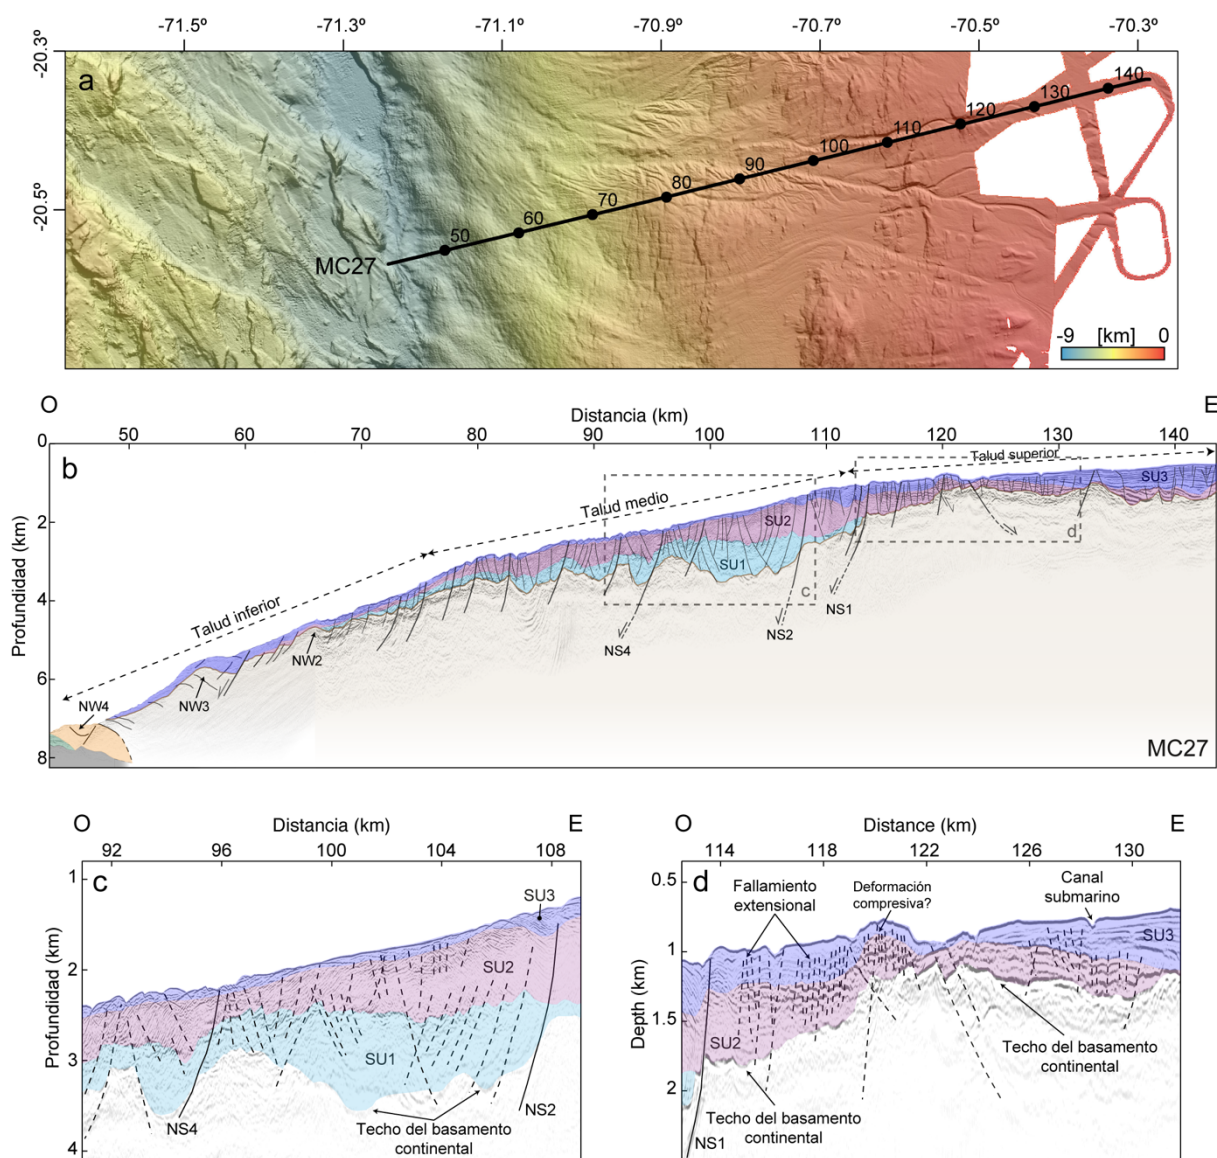 -71.5º -71.3º -71.1º -70.9º -70.7º -70.5º -70.3º
-20.3º
-20.5º
a
140
130
120
110
100
90
80
70
60
50
MC27
-9 [km] 0
O E
Distancia (km)
50 60 70 80 90 100 110 120 130 140
Profundidad (km)
0
2
4
6
8
b
Talud superior
Talud medio
Talud inferior
SU3
SU2
SU1
d
c
NS1
NS2
NS4
NW2
NW3
NW4
MC27
O E
Distancia (km)
92 96 100 104 108
Profundidad (km)
1
2
3
4
c
SU3
SU2
SU1
NS4
NS2
Techo del basamento
continental
O E
Distance (km)
114 118 122 126 130
Depth (km)
0.5
1
1.5
2
d
Fallamiento
extensional
Deformación
compresiva?
Canal
submarino
SU3
SU2
Techo del basamento
continental
Techo del basamento
continental
NS1